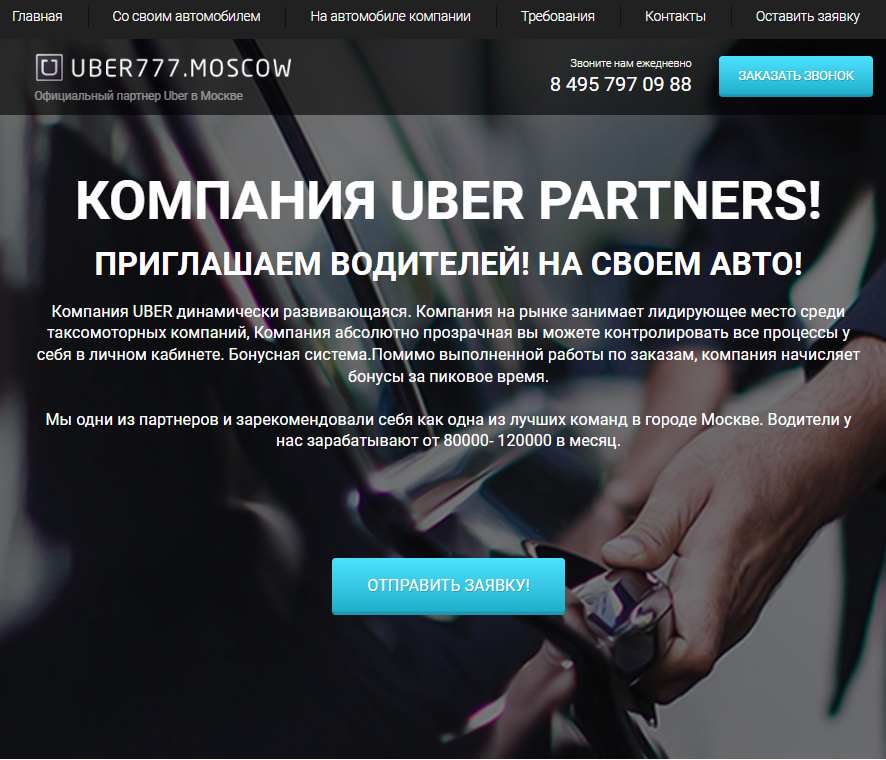 Главная Со своим автомобилем На автомобиле компании Требования Контакты Оставить заявку
UBER777.MOSCOW
Официальный партнер Uber в Москве
Звоните нам ежедневно
8 495 797 09 88
ЗАКАЗАТЬ ЗВОНОК
КОМПАНИЯ UBER PARTNERS!
ПРИГЛАШАЕМ ВОДИТЕЛЕЙ! НА СВОЕМ АВТО!
Компания UBER динамически развивающаяся. Компания на рынке занимает лидирующее место среди
таксомоторных компаний, Компания абсолютно прозрачная вы можете контролировать все процессы у
себя в личном кабинете. Бонусная система.Помимо выполненной работы по заказам, компания начисляет
бонусы за пиковое время.
Мы одни из партнеров и зарекомендовали себя как одна из лучших команд в городе Москве. Водители у
нас зарабатывают от 80000- 120000 в месяц.
ОТПРАВИТЬ ЗАЯВКУ!